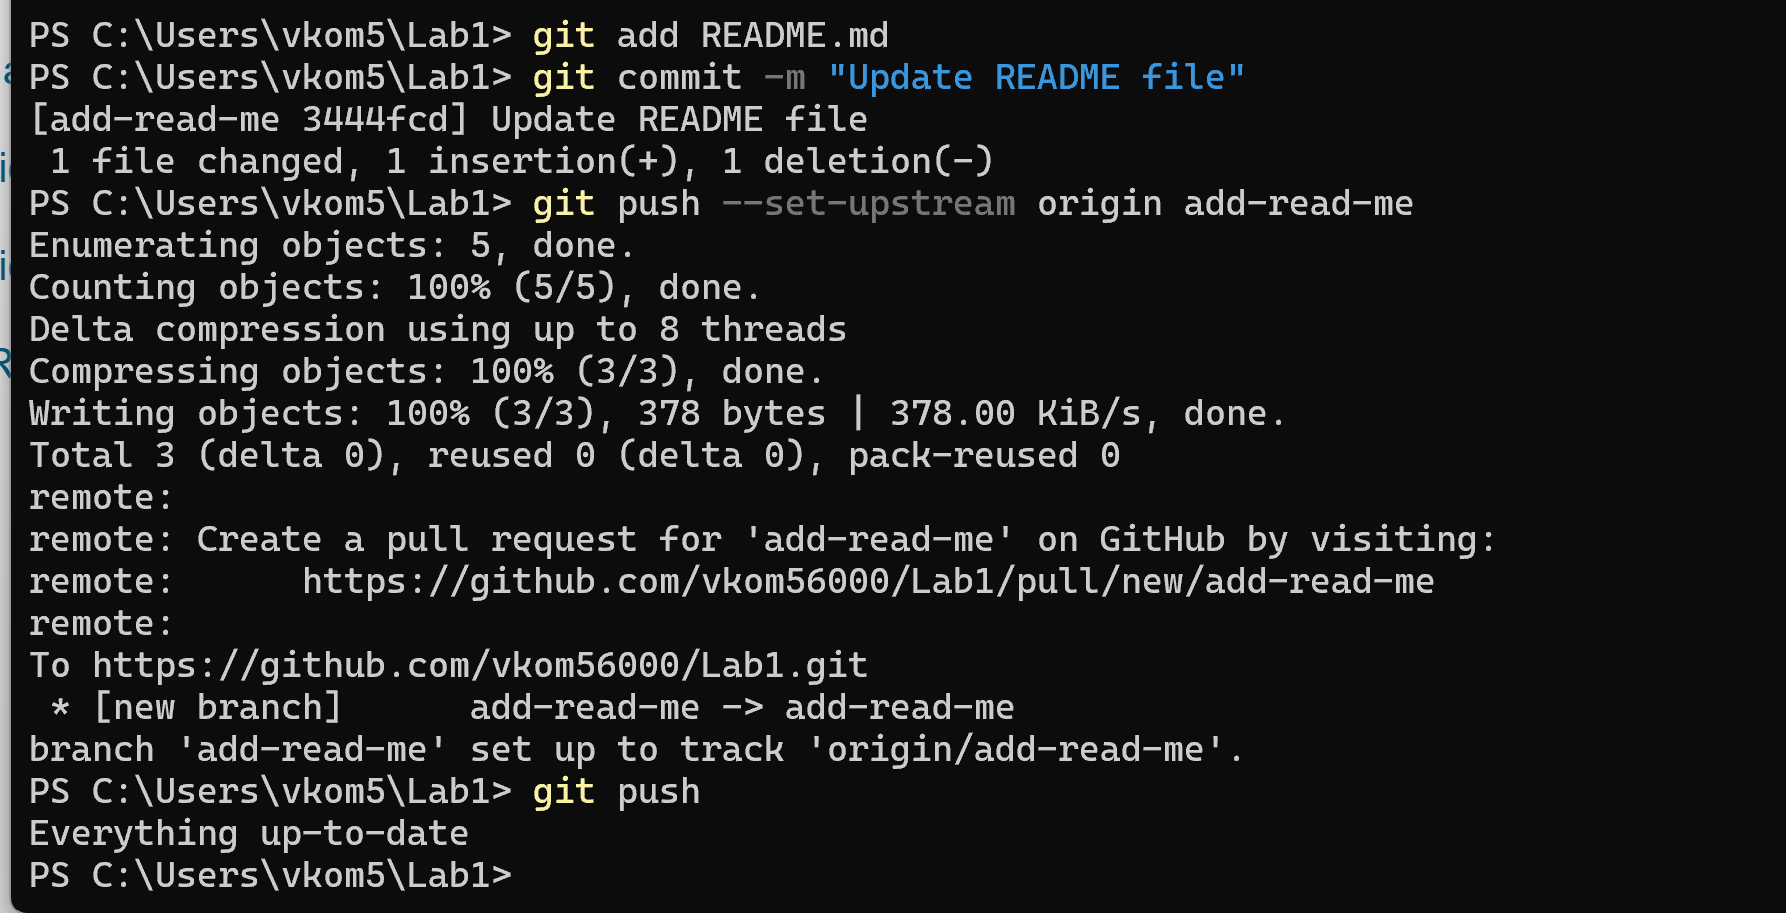 PS C:\Users\vkom5\Lab1> git add README.md
PS C:\Users\vkom5\Lab1> git commit -m "Update README file"
[add-read-me 3444fcd] Update README file
 1 file changed, 1 insertion(+), 1 deletion(-)
PS C:\Users\vkom5\Lab1> git push --set-upstream origin add-read-me
Enumerating objects: 5, done.
Counting objects: 100% (5/5), done.
Delta compression using up to 8 threads
Compressing objects: 100% (3/3), done.
Writing objects: 100% (3/3), 378 bytes | 378.00 KiB/s, done.
Total 3 (delta 0), reused 0 (delta 0), pack-reused 0
remote:
remote: Create a pull request for 'add-read-me' on GitHub by visiting:
remote:      https://github.com/vkom56000/Lab1/pull/new/add-read-me
remote:
To https://github.com/vkom56000/Lab1.git
 * [new branch]      add-read-me -> add-read-me
branch 'add-read-me' set up to track 'origin/add-read-me'.
PS C:\Users\vkom5\Lab1> git push
Everything up-to-date
PS C:\Users\vkom5\Lab1>